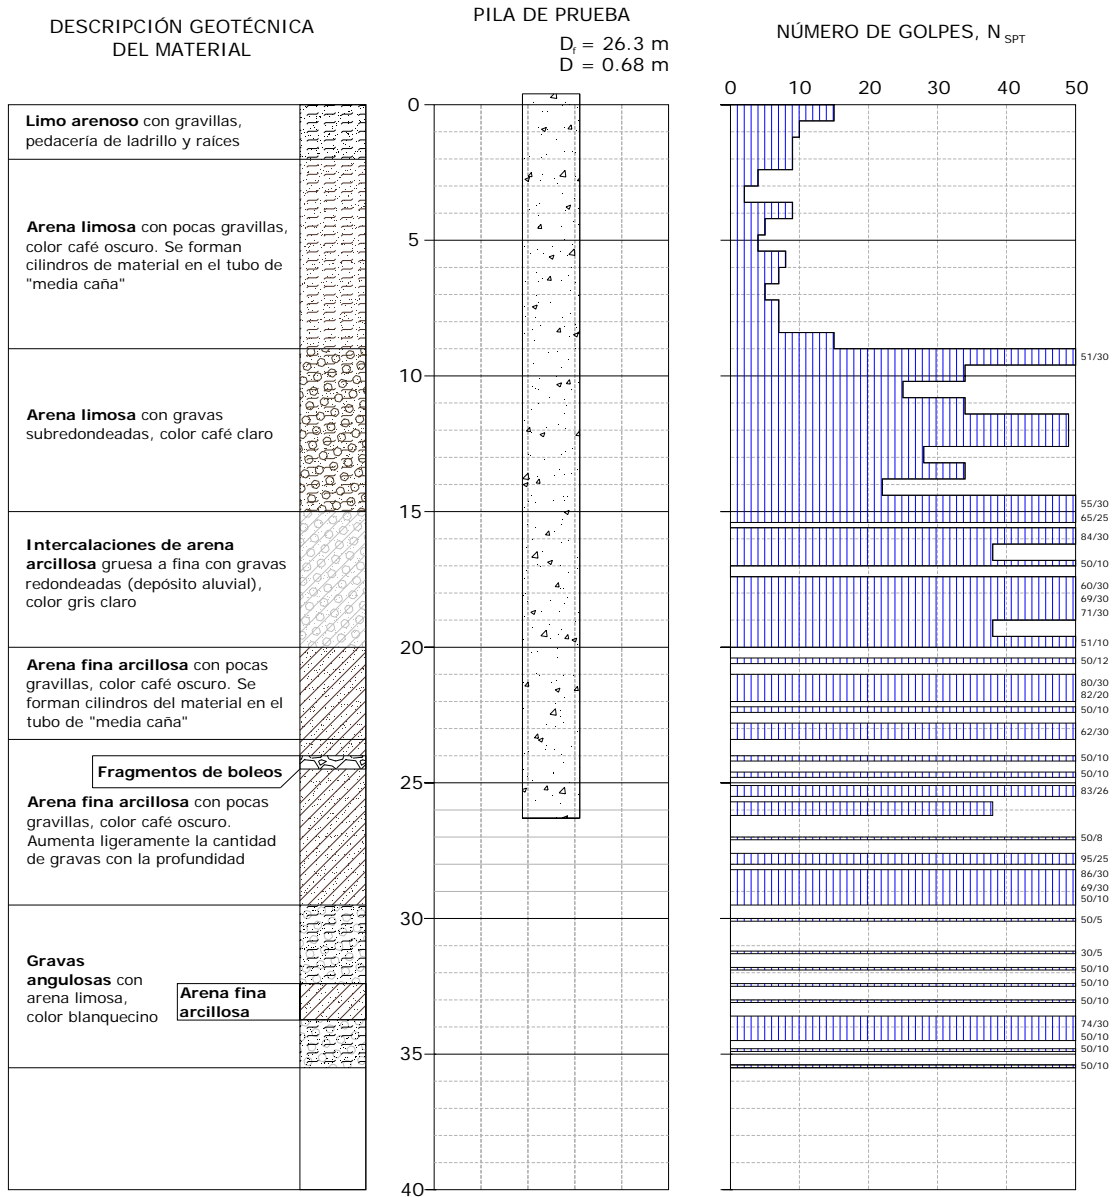 DESCRIPCIÓN GEOTÉCNICA
DEL MATERIAL
PILA DE PRUEBA
Df = 26.3 m
D = 0.68 m
NÚMERO DE GOLPES, N SPT
0 10 20 30 40 50
Limo arenoso con gravillas,
pedacería de ladrillo y raíces
Arena limosa con pocas gravillas,
color café oscuro. Se forman
cilindros de material en el tubo de
"media caña"
Arena limosa con gravas
subredondeadas, color café claro
Intercalaciones de arena
arcillosa gruesa a fina con gravas
redondeadas (depósito aluvial),
color gris claro
Arena fina arcillosa con pocas
gravillas, color café oscuro. Se
forman cilindros del material en el
tubo de "media caña"
Fragmentos de boleos
Arena fina arcillosa con pocas
gravillas, color café oscuro.
Aumenta ligeramente la cantidad
de gravas con la profundidad
Gravas
angulosas con
arena limosa,
color blanquecino
Arena fina
arcillosa
0
5
10
15
20
25
30
35
40
51/30
55/30
65/25
84/30
50/10
60/30
69/30
71/30
51/10
50/12
80/30
82/20
50/10
62/30
50/10
50/10
83/26
50/8
95/25
86/30
69/30
50/10
50/5
30/5
50/10
50/10
50/10
74/30
50/10
50/10
50/10